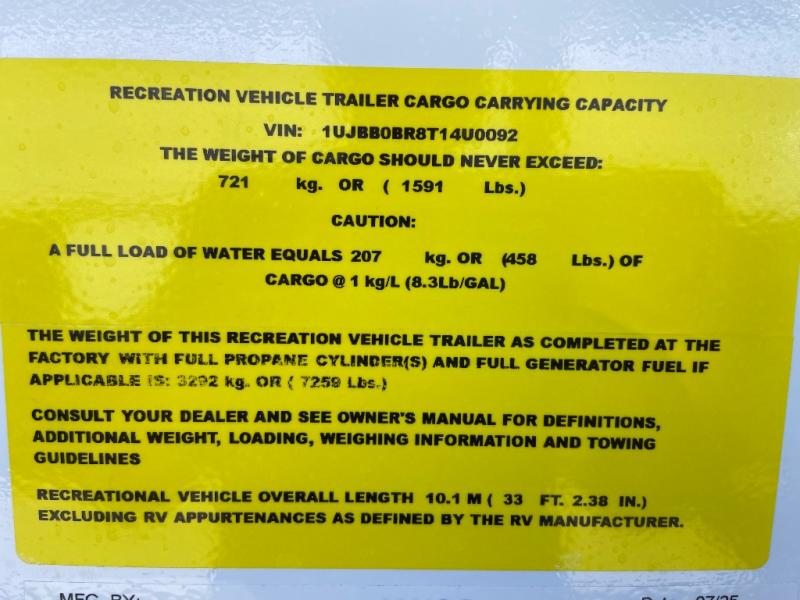 RECREATION VEHICLE TRAILER CARGO CARRYING CAPACITY
VIN: 1UJBB0BR8T14U0092
THE WEIGHT OF CARGO SHOULD NEVER EXCEED:
721 kg. OR ( 1591 Lbs.)
CAUTION:
A FULL LOAD OF WATER EQUALS 207 kg. OR (458 Lbs.) OF
CARGO @ 1 kg/L (8.3Lb/GAL)
THE WEIGHT OF THIS RECREATION VEHICLE TRAILER AS COMPLETED AT THE
FACTORY WITH FULL PROPANE CYLINDER(S) AND FULL GENERATOR FUEL IF
APPLICABLE IS: 3292 kg. OR ( 7259 Lbs.)
CONSULT YOUR DEALER AND SEE OWNER'S MANUAL FOR DEFINITIONS,
ADDITIONAL WEIGHT, LOADING, WEIGHING INFORMATION AND TOWING
GUIDELINES
RECREATIONAL VEHICLE OVERALL LENGTH 10.1 M ( 33 FT. 2.38 IN.)
EXCLUDING RV APPURTENANCES AS DEFINED BY THE RV MANUFACTURER.